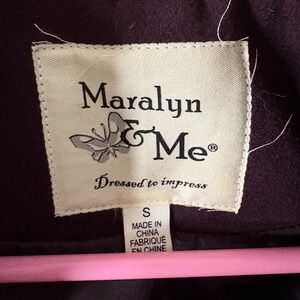 Maralyn
& Me®
Dressed to impress
S
MADE IN
CHINA
FABRIQUÉ
EN CHINE